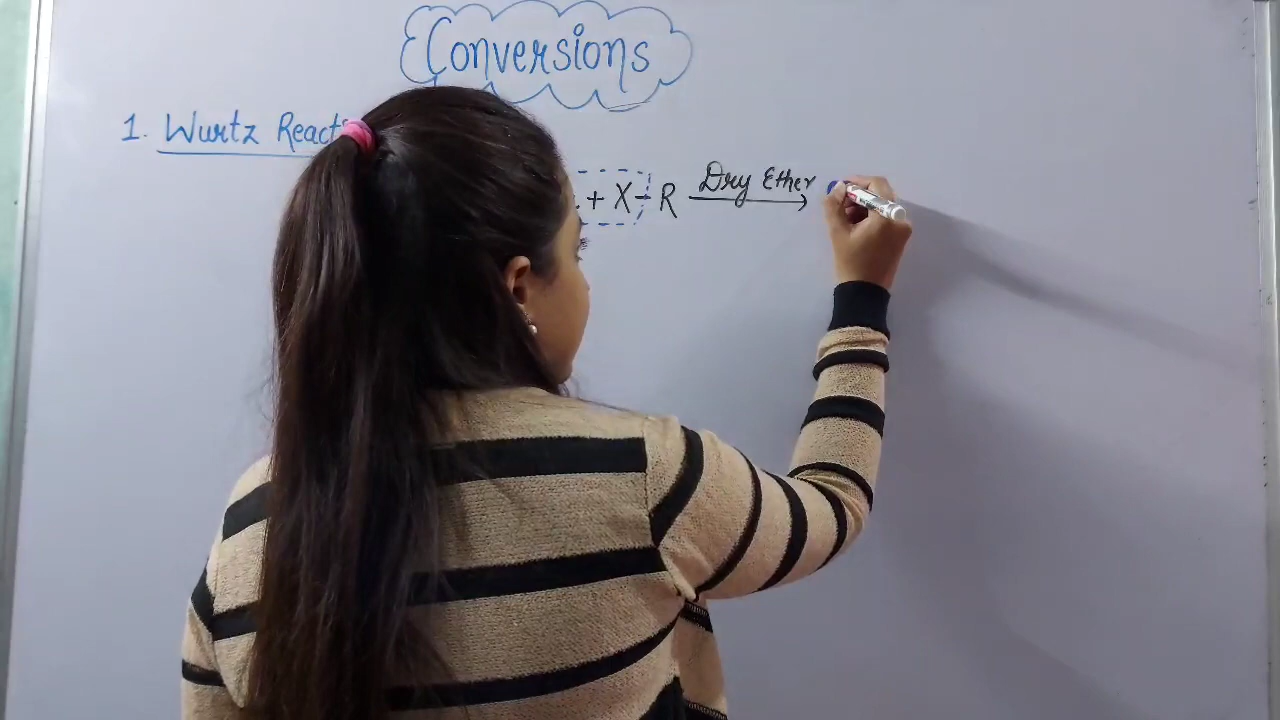 Conversions
1. Wurtz React
+ X - R Dry Ether